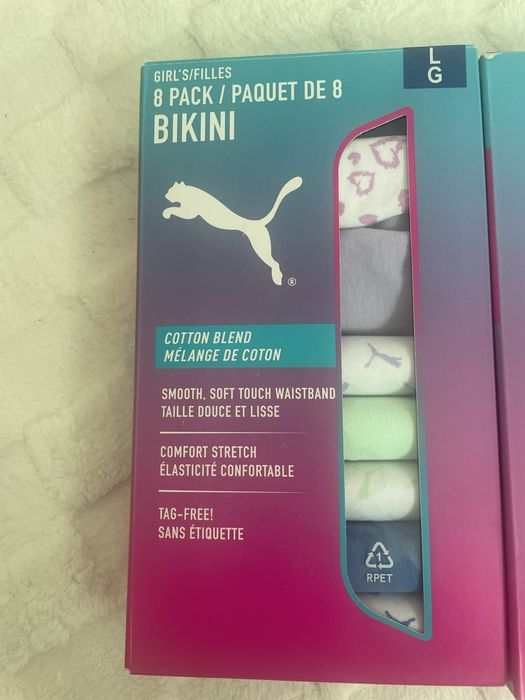 GIRL'S/FILLES
8 PACK / PAQUET DE 8
BIKINI
L
G
®
COTTON BLEND
MÉLANGE DE COTON
SMOOTH, SOFT TOUCH WAISTBAND
TAILLE DOUCE ET LISSE
COMFORT STRETCH
ÉLASTICITÉ CONFORTABLE
TAG-FREE!
SANS ÉTIQUETTE
1
RPET